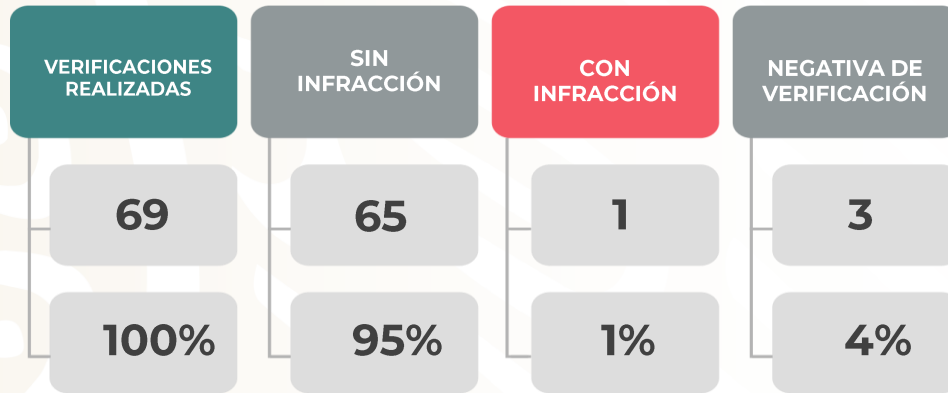 VERIFICACIONES
REALIZADAS
SIN
INFRACCIÓN
CON
INFRACCIÓN
NEGATIVA DE
VERIFICACIÓN
69
65
1
3
100%
95%
1%
4%